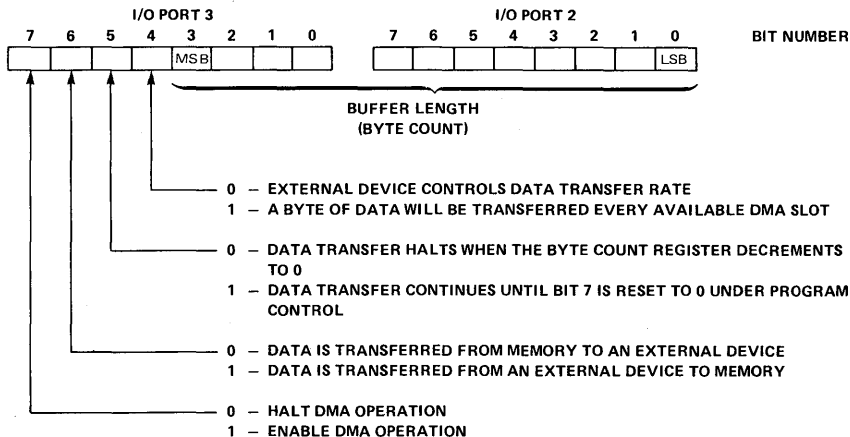 I/O PORT 3 I/O PORT 2
7 6 5 4 3 2 1 0 7 6 5 4 3 2 1 0 BIT NUMBER
MSB LSB
BUFFER LENGTH
(BYTE COUNT)
0 – EXTERNAL DEVICE CONTROLS DATA TRANSFER RATE
1 – A BYTE OF DATA WILL BE TRANSFERRED EVERY AVAILABLE DMA SLOT
0 – DATA TRANSFER HALTS WHEN THE BYTE COUNT REGISTER DECREMENTS
TO 0
1 – DATA TRANSFER CONTINUES UNTIL BIT 7 IS RESET TO 0 UNDER PROGRAM
CONTROL
0 – DATA IS TRANSFERRED FROM MEMORY TO AN EXTERNAL DEVICE
1 – DATA IS TRANSFERRED FROM AN EXTERNAL DEVICE TO MEMORY
0 – HALT DMA OPERATION
1 – ENABLE DMA OPERATION